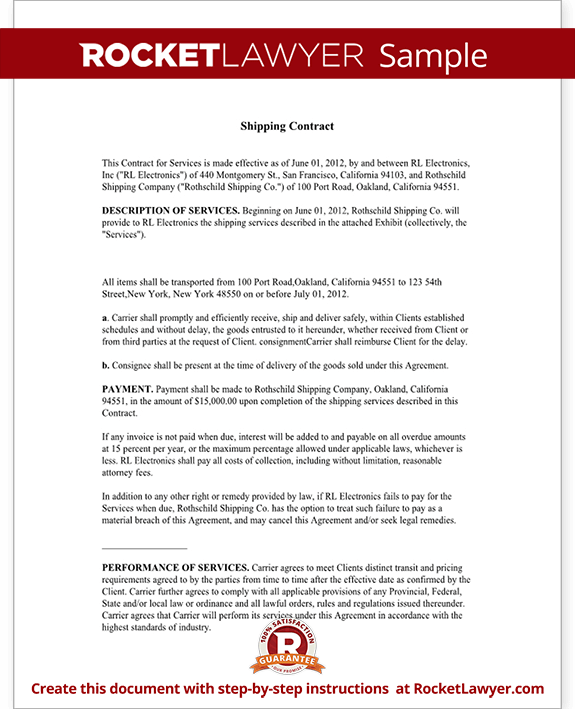 ROCKETLAWYER Sample
Shipping Contract
This Contract for Services is made effective as of June 01, 2012, by and between RL Electronics,
Inc ("RL Electronics") of 440 Montgomery St., San Francisco, California 94103, and Rothschild
Shipping Company ("Rothschild Shipping Co.") of 100 Port Road, Oakland, California 94551.
DESCRIPTION OF SERVICES. Beginning on June 01, 2012, Rothschild Shipping Co. will
provide to RL Electronics the shipping services described in the attached Exhibit (collectively, the
"Services").
All items shall be transported from 100 Port Road,Oakland, California 94551 to 123 54th
Street,New York, New York 48550 on or before July 01, 2012.
a. Carrier shall promptly and efficiently receive, ship and deliver safely, within Clients established
schedules and without delay, the goods entrusted to it hereunder, whether received from Client or
from third parties at the request of Client. consignmentCarrier shall reimburse Client for the delay.
b. Consignee shall be present at the time of delivery of the goods sold under this Agreement.
PAYMENT. Payment shall be made to Rothschild Shipping Company, Oakland, California
94551, in the amount of $15,000.00 upon completion of the shipping services described in this
Contract.
If any invoice is not paid when due, interest will be added to and payable on all overdue amounts
at 15 percent per year, or the maximum percentage allowed under applicable laws, whichever is
less. RL Electronics shall pay all costs of collection, including without limitation, reasonable
attorney fees.
In addition to any other right or remedy provided by law, if RL Electronics fails to pay for the
Services when due, Rothschild Shipping Co. has the option to treat such failure to pay as a
material breach of this Agreement, and may cancel this Agreement and/or seek legal remedies.
PERFORMANCE OF SERVICES. Carrier agrees to meet Clients distinct transit and pricing
requirements agreed to by the parties from time to time after the effective date as confirmed by the
Client. Carrier further agrees to comply with all applicable provisions of any Provincial, Federal,
State and/or local law or ordinance and all lawful orders, rules and regulations issued thereunder.
Carrier agrees that Carrier will perform its services under this Agreement in accordance with the
highest standards of industry.
100% SATISFACTION
R
GUARANTEE
OUR PROMISE
Create this document with step-by-step instructions at RocketLawyer.com